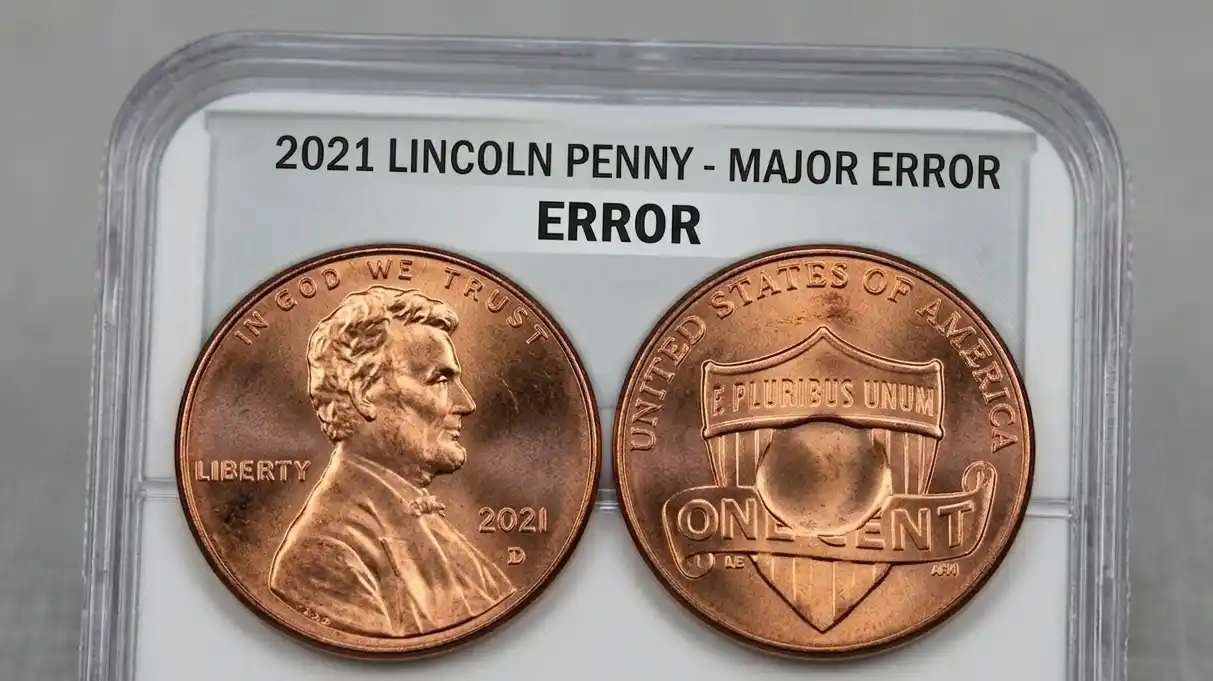 2021 LINCOLN PENNY - MAJOR ERROR
ERROR
IN GOD WE TRUST
LIBERTY
2021
D
UNITED STATES OF AMERICA
E PLURIBUS UNUM
ONE CENT